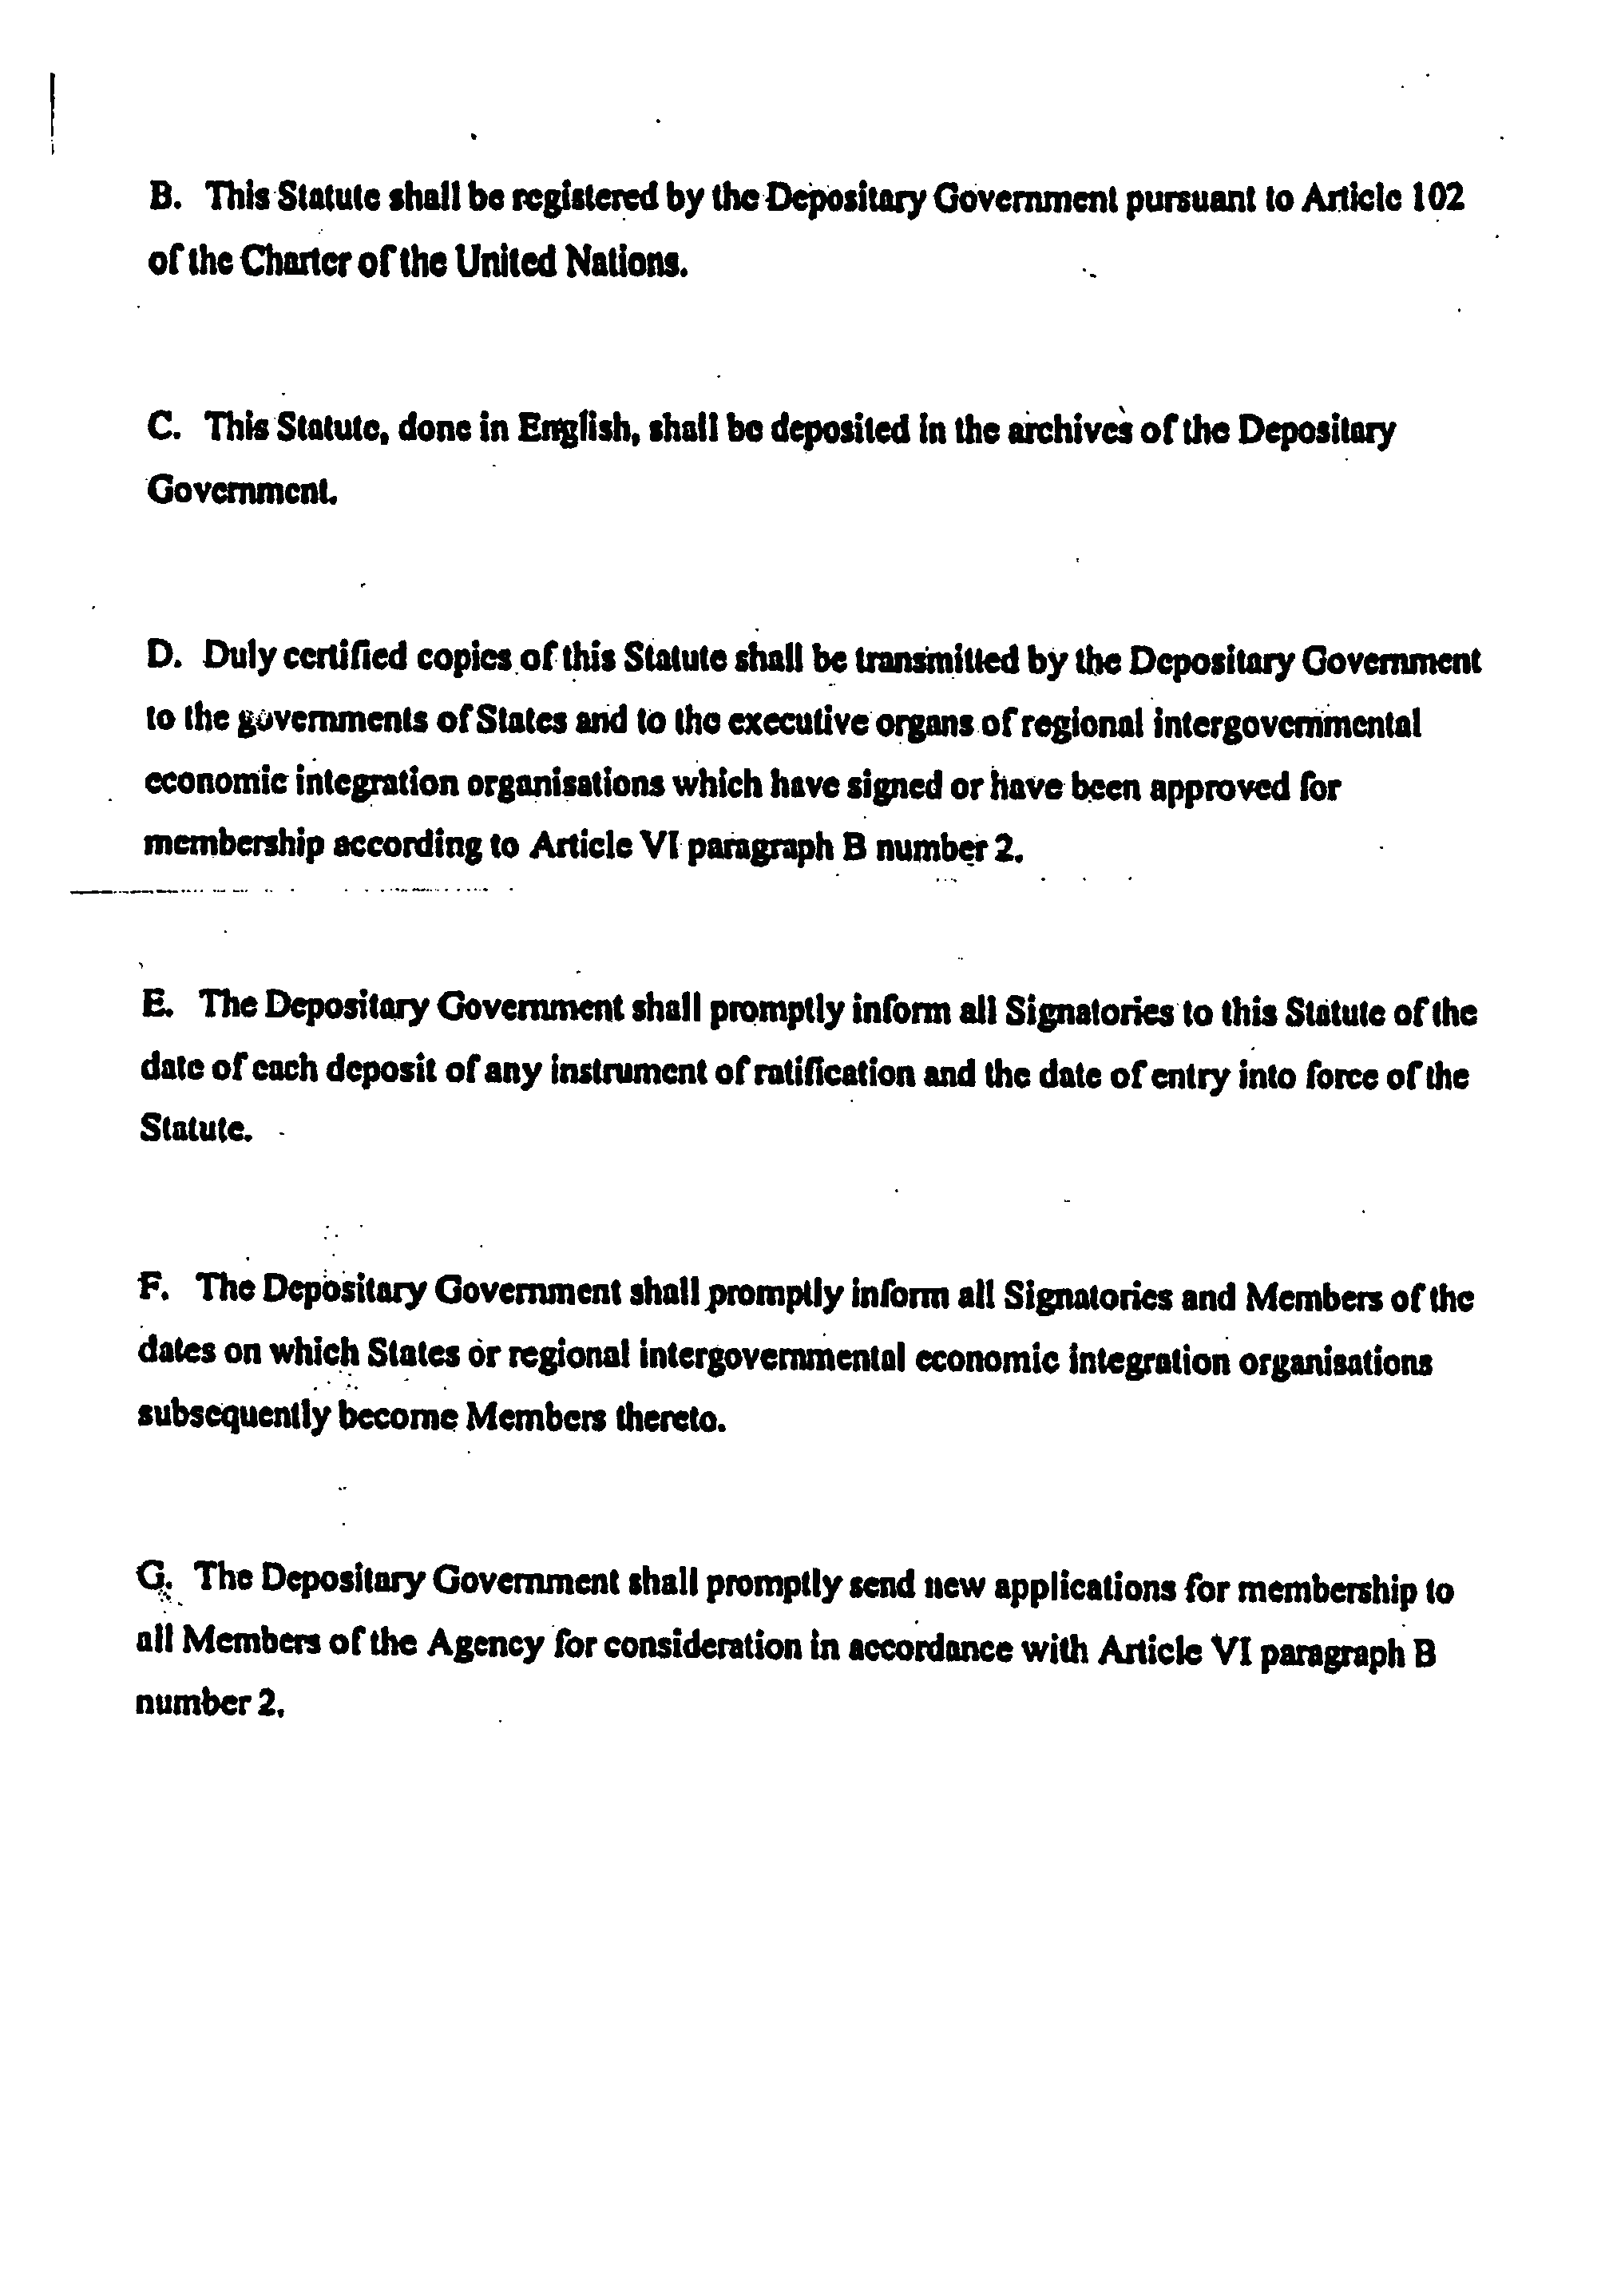 B. This Statute shall be registered by the Depositary Government pursuant to Article 102
of the Charter of the United Nations.
C. This Statute, done in English, shall be deposited in the archives of the Depositary
Government.
D. Duly certified copies of this Statute shall be transmitted by the Depositary Government
to the governments of States and to the executive organs of regional intergovernmental
economic integration organisations which have signed or have been approved for
membership according to Article VI paragraph B number 2.
E. The Depositary Government shall promptly inform all Signatories to this Statute of the
date of each deposit of any instrument of ratification and the date of entry into force of the
Statute.
F. The Depositary Government shall promptly inform all Signatories and Members of the
dates on which States or regional intergovernmental economic integration organisations
subsequently become Members thereto.
G. The Depositary Government shall promptly send new applications for membership to
all Members of the Agency for consideration in accordance with Article VI paragraph B
number 2.